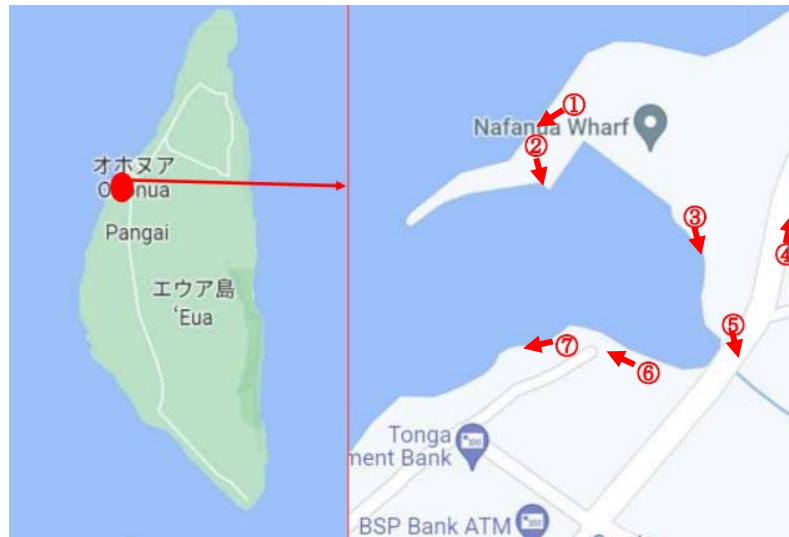 オホヌア
Pangai
エウア島
'Eua
①
Nafanua Wharf
②
③
④
⑤
⑦
⑥
Tonga
ment Bank
BSP Bank ATM